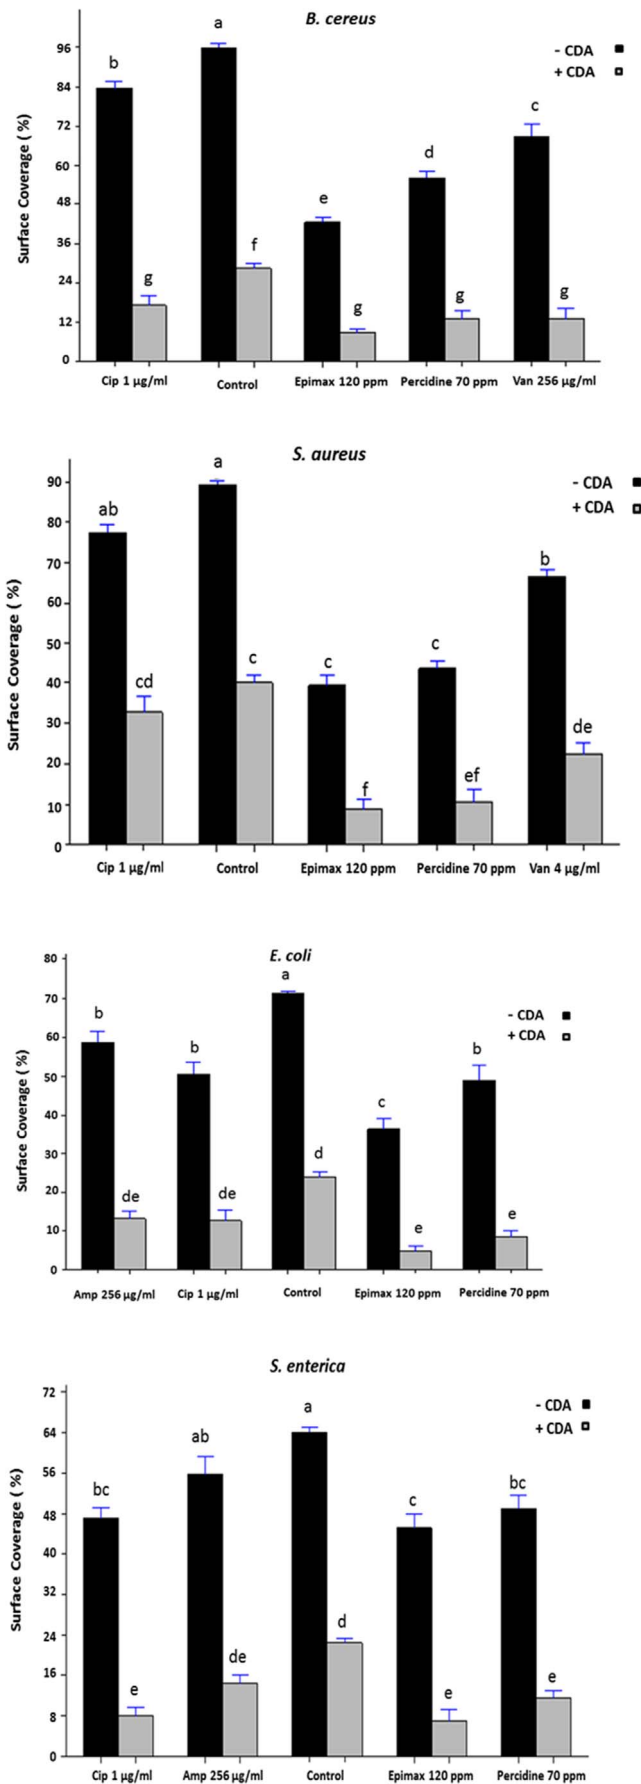 B. cereus
- CDA
+ CDA
Surface Coverage ( %)
96
84
72
60
48
36
24
12
0
b
g
a
f
e
g
d
g
c
g
Cip 1 µg/ml
Control
Epimax 120 ppm
Percidine 70 ppm
Van 256 µg/ml
S. aureus
- CDA
+ CDA
Surface Coverage ( %)
90
80
70
60
50
40
30
20
10
0
ab
cd
a
c
c
f
c
ef
b
de
Cip 1 µg/ml
Control
Epimax 120 ppm
Percidine 70 ppm
Van 4 µg/ml
E. coli
- CDA
+ CDA
Surface Coverage ( %)
80
70
60
50
40
30
20
10
0
b
de
b
de
a
d
c
e
b
e
Amp 256 µg/ml
Cip 1 µg/ml
Control
Epimax 120 ppm
Percidine 70 ppm
S. enterica
- CDA
+ CDA
Surface Coverage ( %)
72
64
56
48
40
32
24
16
8
0
bc
e
ab
de
a
d
c
e
bc
e
Cip 1 µg/ml
Amp 256 µg/ml
Control
Epimax 120 ppm
Percidine 70 ppm